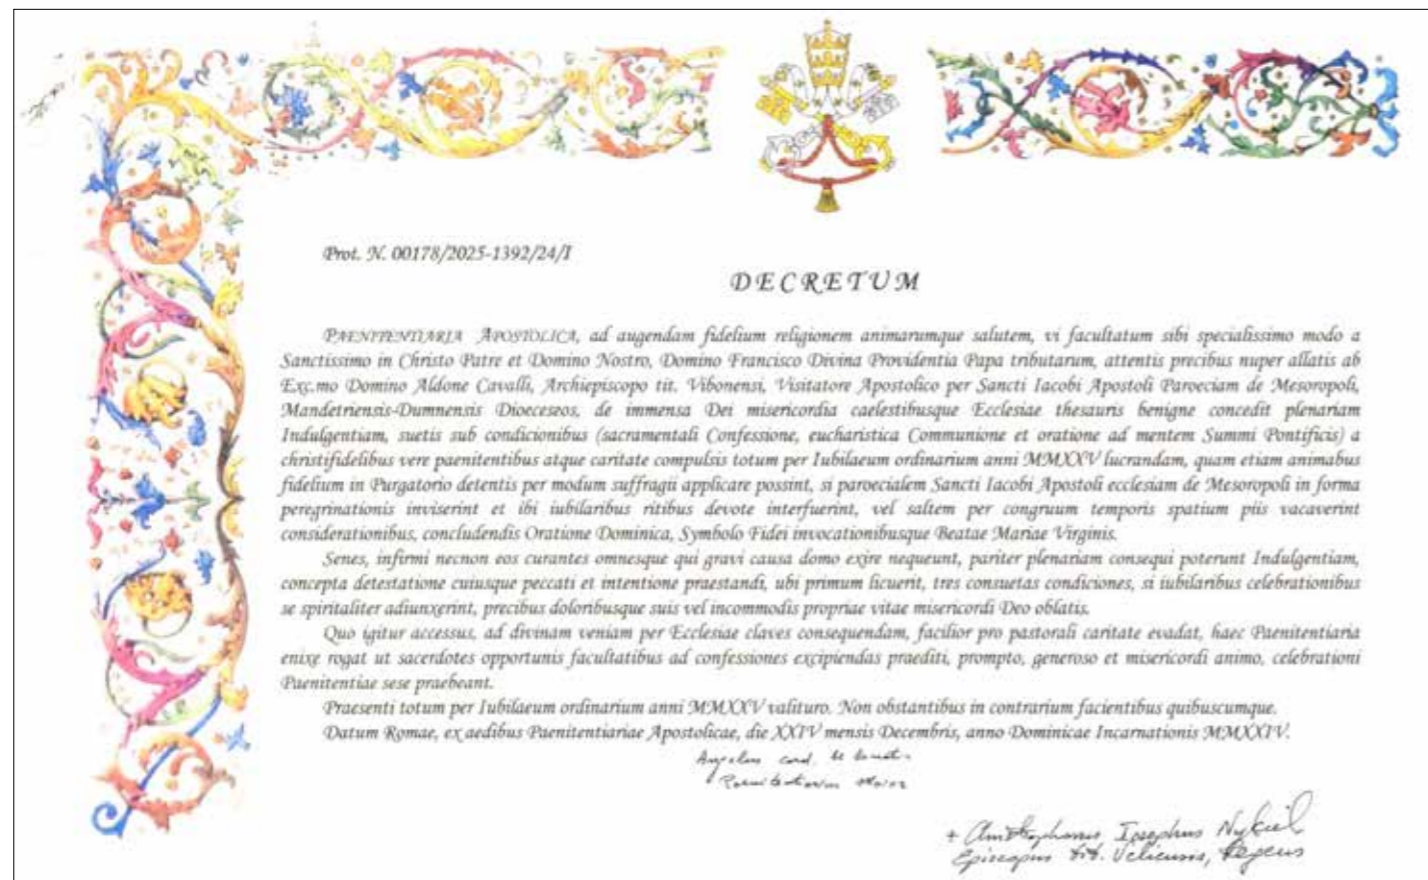 Prot. N. 00178/2025-1392/24/I
DECRETUM
PAENITENTIARIA APOSTOLICA, ad augendam fidelium religionem animarumque salutem, vi facultatum sibi specialissimo modo a
Sanctissimo in Christo Patre et Domino Nostro, Domino Francisco Divina Providentia Papa tributarum, attentis precibus nuper allatis ab
Exc.mo Domino Aldone Cavalli, Archiepiscopo tit. Vibonensi, Visitatore Apostolico per Sancti Iacobi Apostoli Paroeciam de Mesoropoli,
Mandetriensis-Dumnensis Dioeceseos, de immensa Dei misericordia caelestibusque Ecclesiae thesauris benigne concedit plenariam
Indulgentiam, suetis sub condicionibus (sacramentali Confessione, eucharistica Communione et oratione ad mentem Summi Pontificis) a
christifidelibus vere paenitentibus atque caritate compulsis totum per Iubilaeum ordinarium anni MMXXV lucrandam, quam etiam animabus
fidelium in Purgatorio detentis per modum suffragii applicare possint, si paroecialem Sancti Iacobi Apostoli ecclesiam de Mesoropoli in forma
peregrinationis inviserint et ibi iubilaribus ritibus devote interfuerint, vel saltem per congruum temporis spatium piis vacaverint
considerationibus, concludendis Oratione Dominica, Symbolo Fidei invocationibusque Beatae Mariae Virginis.
Senes, infirmi necnon eos curantes omnesque qui gravi causa domo exire nequeunt, pariter plenariam consequi poterunt Indulgentiam,
concepta detestatione cuiusque peccati et intentione praestandi, ubi primum licuerit, tres consuetas condiciones, si iubilaribus celebrationibus
se spiritaliter adiunxerint, precibus doloribusque suis vel incommodis propriae vitae misericordi Deo oblatis.
Quo igitur accessus, ad divinam veniam per Ecclesiae claves consequendam, facilior pro pastorali caritate evadat, haec Paenitentiaria
enixe rogat ut sacerdotes opportunis facultatibus ad confessiones excipiendas praediti, prompto, generoso et misericordi animo, celebrationi
Paenitentiae sese praebeant.
Praesenti totum per Iubilaeum ordinarium anni MMXXV valituro. Non obstantibus in contrarium facientibus quibuscumque.
Datum Romae, ex aedibus Paenitentiariae Apostolicae, die XXIV mensis Decembris, anno Dominicae Incarnationis MMXXIV.
Angelus card.
Paenitentiarius Maior
+ Iosephus Nykiel
Episcopus tit. Veliensis, Regens